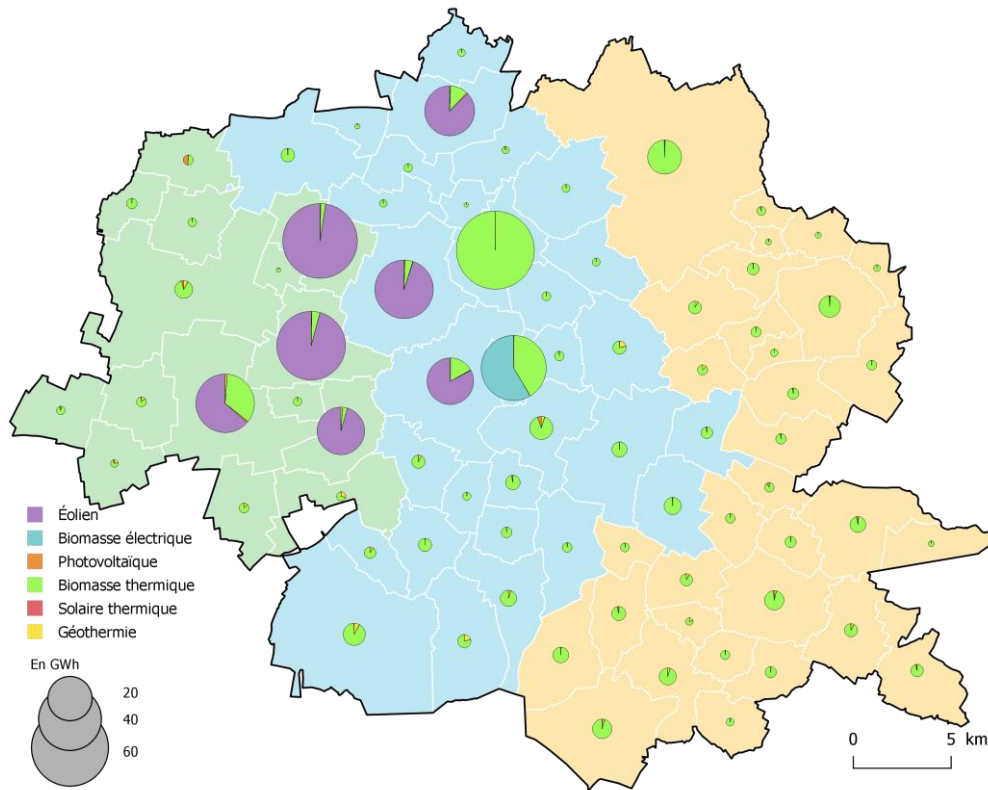 Éolien
Biomasse électrique
Photovoltaïque
Biomasse thermique
Solaire thermique
Géothermie
En GWh
20
40
60
0 5 km